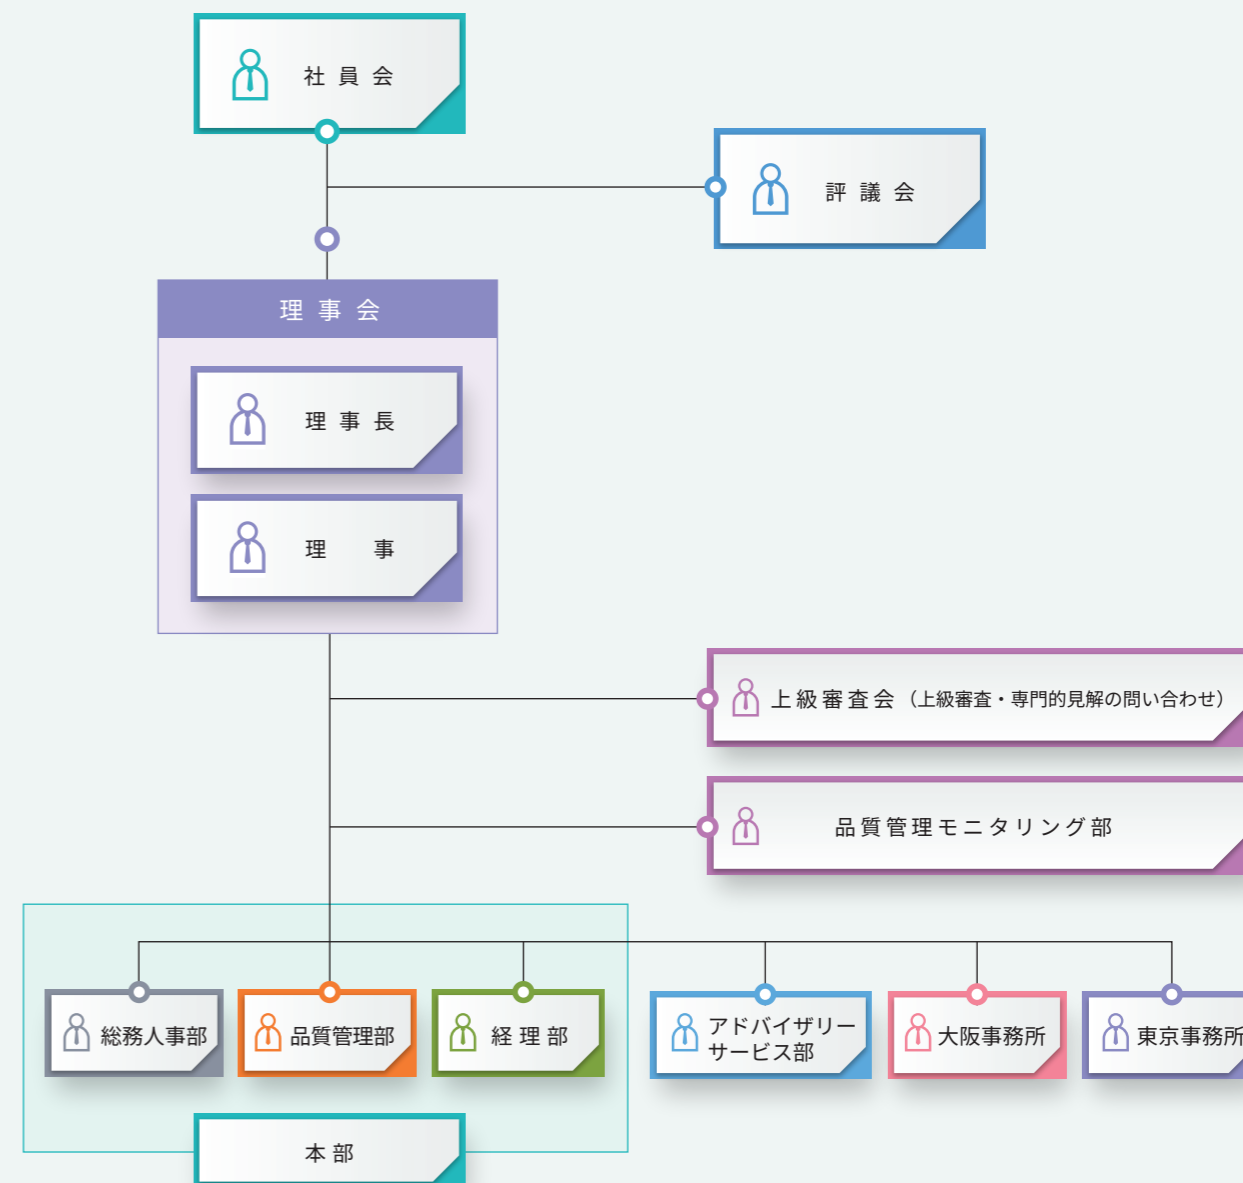 社員会
評議会
理事会
理事長
理　事
上級審査会（上級審査・専門的見解の問い合わせ）
品質管理モニタリング部
総務人事部
品質管理部
経理部
アドバイザリー
サービス部
大阪事務所
東京事務所
本部